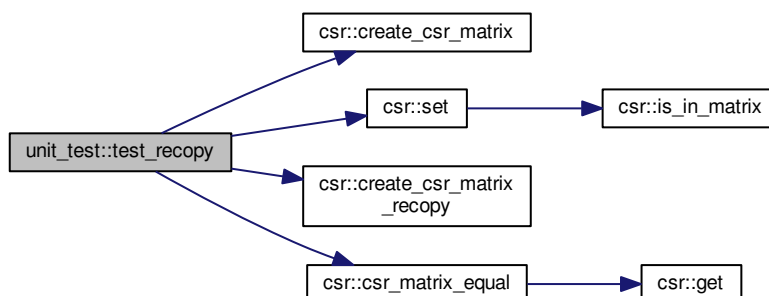 csr::create_csr_matrix
csr::set
csr::is_in_matrix
unit_test::test_recopy
csr::create_csr_matrix
_recopy
csr::csr_matrix_equal
csr::get